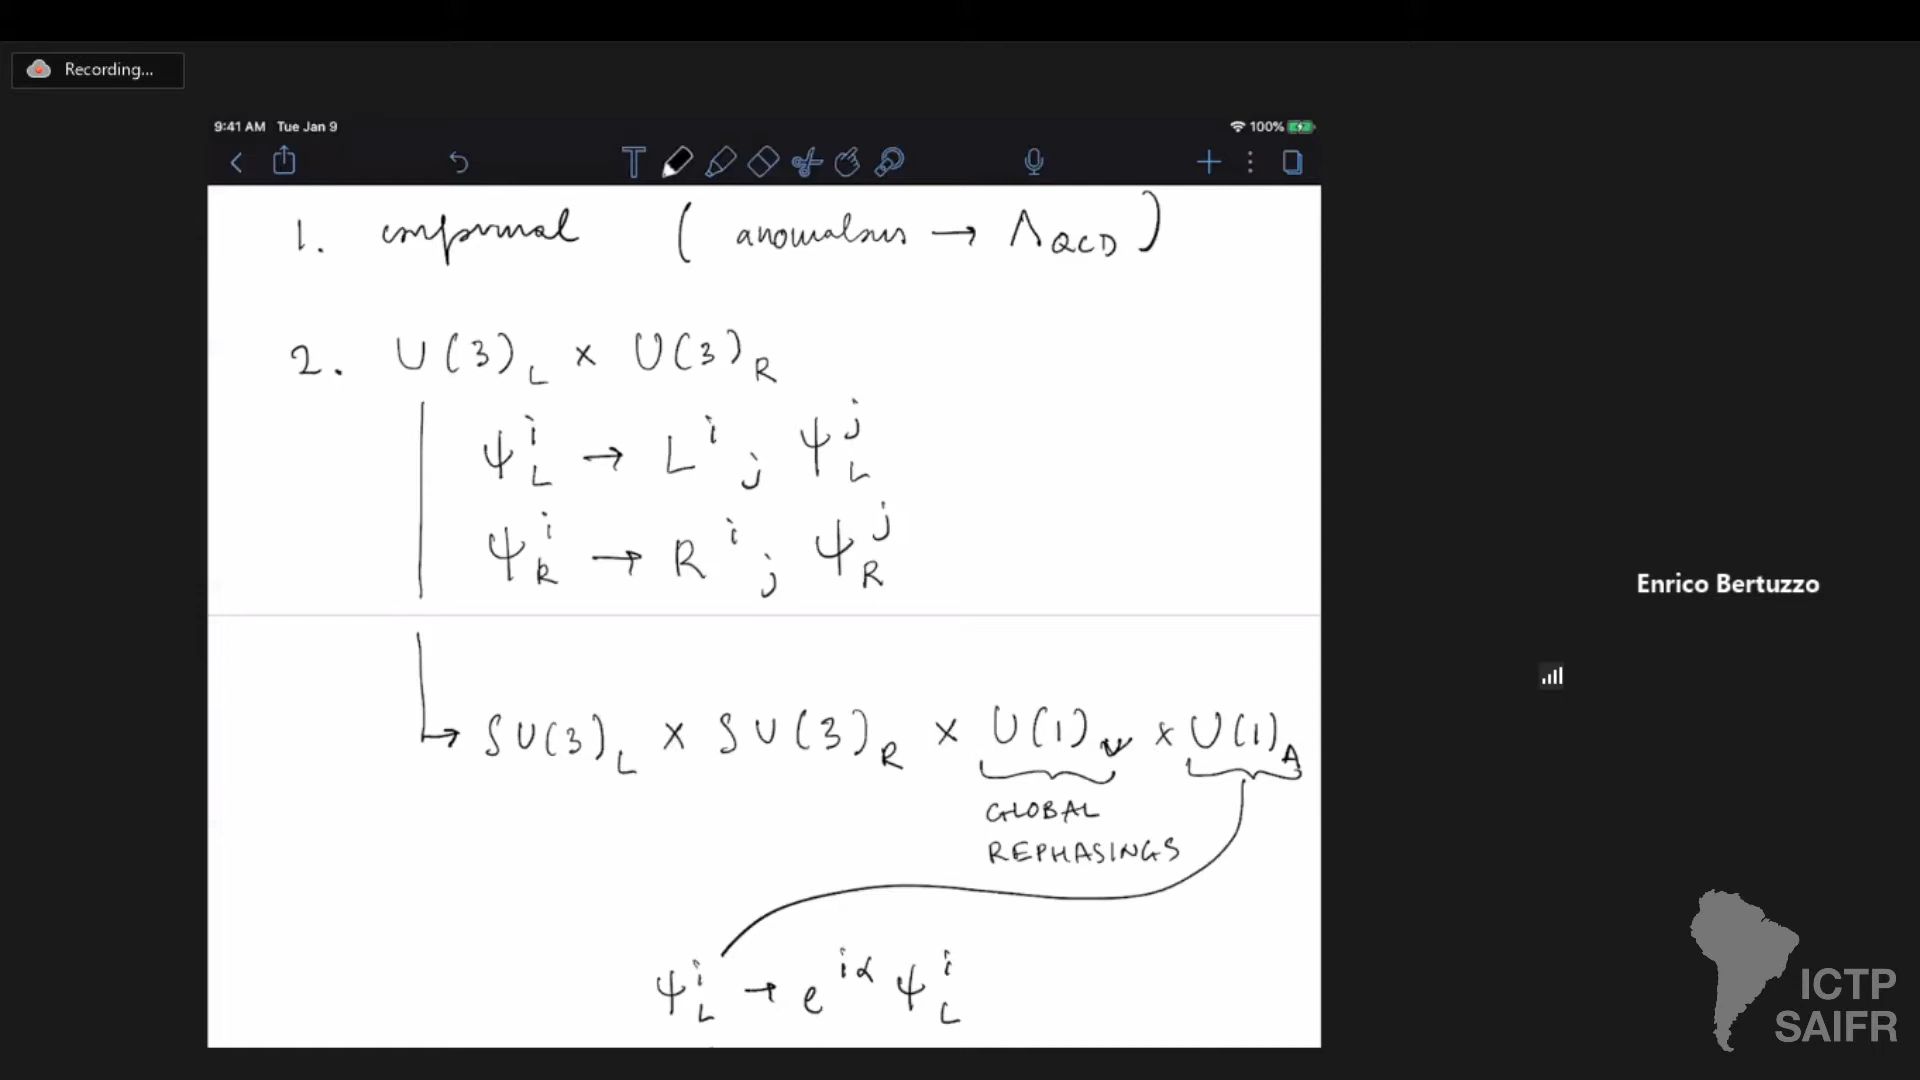 Recording...
9:41 AM Tue Jan 9
100%
1. conformal ( anomalous → Λ_QCD )
2. U(3)_L × U(3)_R
ψ^i_L → L^i_j ψ^j_L
ψ^i_R → R^i_j ψ^j_R
Enrico Bertuzzo
↳ SU(3)_L × SU(3)_R × U(1)_V × U(1)_A
GLOBAL
REPHASINGS
ψ^i_L → e^{iα} ψ^i_L
ICTP
SAIFR